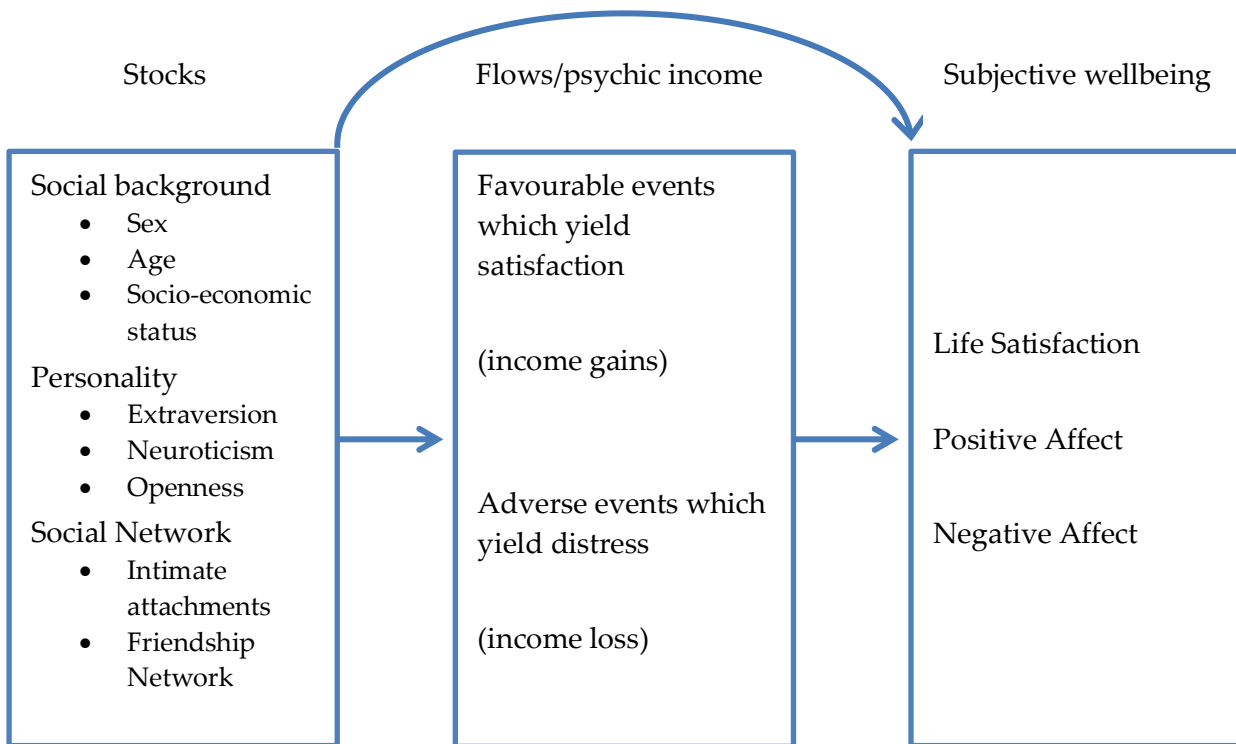 Stocks
Flows/psychic income
Subjective wellbeing
Social background
• Sex
• Age
• Socio-economic
status
Personality
• Extraversion
• Neuroticism
• Openness
Social Network
• Intimate
attachments
• Friendship
Network
Favourable events
which yield
satisfaction
(income gains)
Adverse events which
yield distress
(income loss)
Life Satisfaction
Positive Affect
Negative Affect